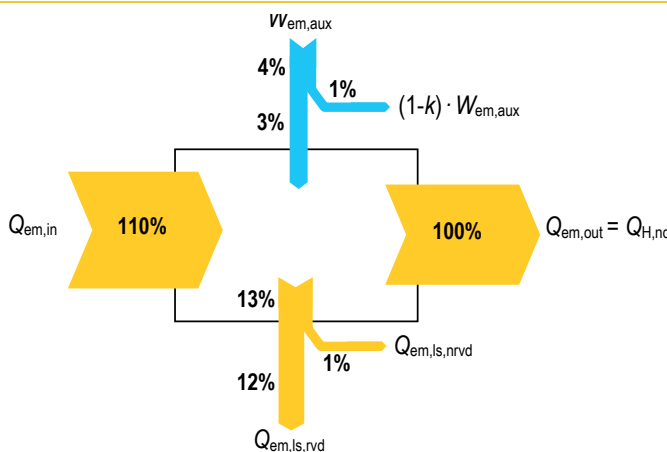 Wem,aux
4%
1%
(1-k) · Wem,aux
3%
Qem,in
110%
100%
Qem,out = QH,nd
13%
Qem,ls,nrvd
1%
12%
Qem,ls,rvd